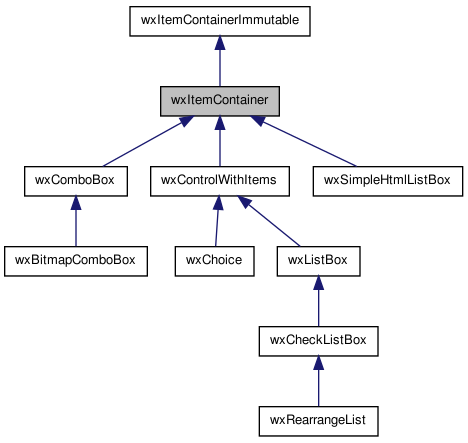 wxItemContainerImmutable
wxItemContainer
wxComboBox
wxControlWithItems
wxSimpleHtmlListBox
wxBitmapComboBox
wxChoice
wxListBox
wxCheckListBox
wxRearrangeList